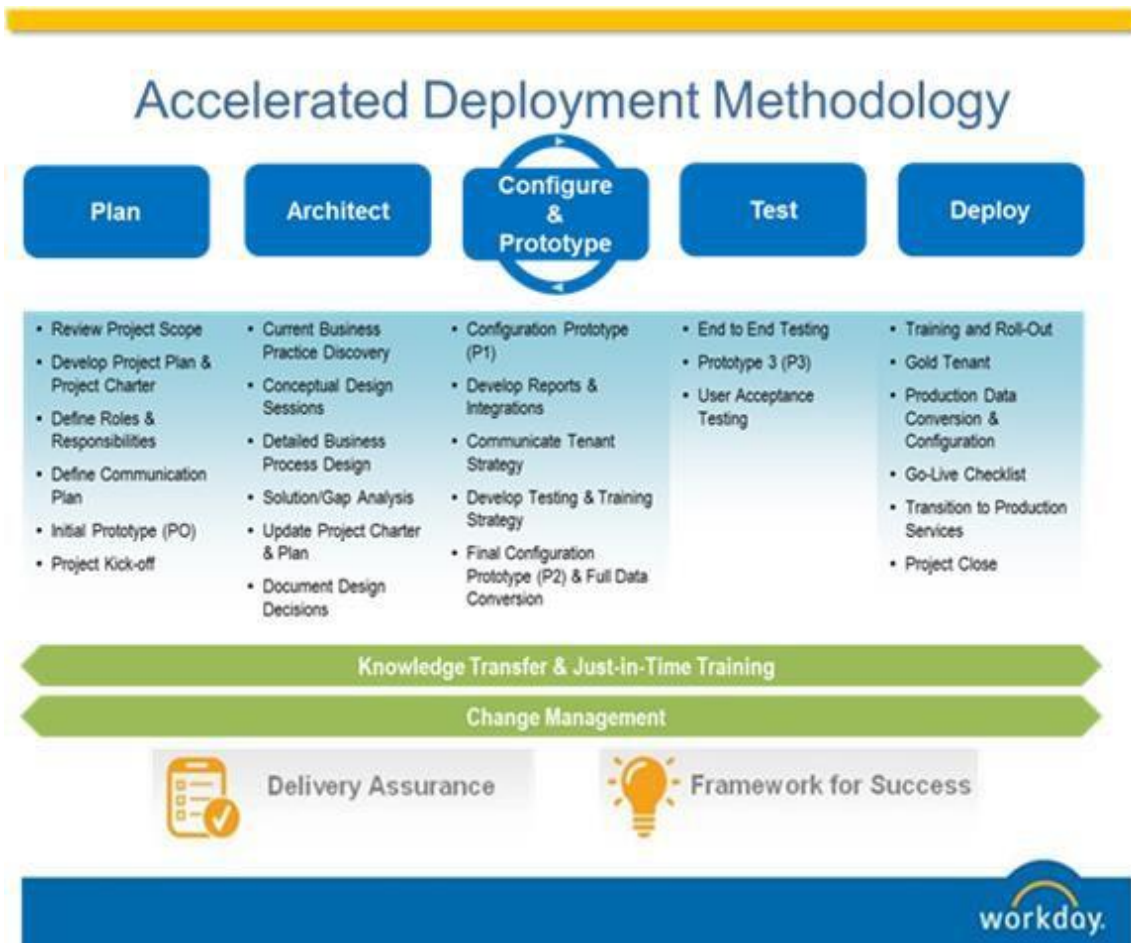 Accelerated Deployment Methodology
Plan
Architect
Configure
&
Prototype
Test
Deploy
• Review Project Scope
• Develop Project Plan &
Project Charter
• Define Roles &
Responsibilities
• Define Communication
Plan
• Initial Prototype (PO)
• Project Kick-off
• Current Business
Practice Discovery
• Conceptual Design
Sessions
• Detailed Business
Process Design
• Solution/Gap Analysis
• Update Project Charter
& Plan
• Document Design
Decisions
• Configuration Prototype
(P1)
• Develop Reports &
Integrations
• Communicate Tenant
Strategy
• Develop Testing & Training
Strategy
• Final Configuration
Prototype (P2) & Full Data
Conversion
• End to End Testing
• Prototype 3 (P3)
• User Acceptance
Testing
• Training and Roll-Out
• Gold Tenant
• Production Data
Conversion &
Configuration
• Go-Live Checklist
• Transition to Production
Services
• Project Close
Knowledge Transfer & Just-in-Time Training
Change Management
Delivery Assurance
Framework for Success
workday.